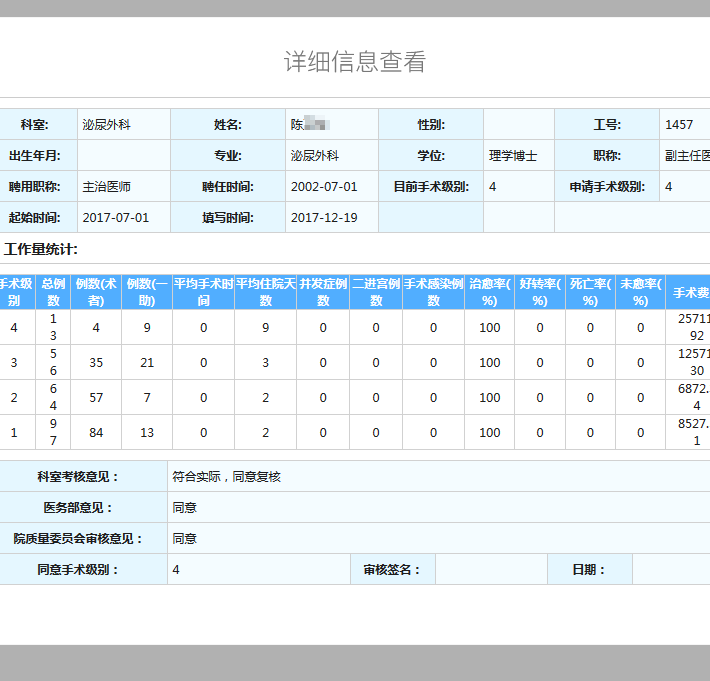 详细信息查看
科室: 泌尿外科 姓名: 陈 性别: 工号: 1457
出生年月: 专业: 泌尿外科 学位: 理学博士 职称: 副主任医
聘用职称: 主治医师 聘任时间: 2002-07-01 目前手术级别: 4 申请手术级别: 4
起始时间: 2017-07-01 填写时间: 2017-12-19
工作量统计:
手术级别 总例数 例数(术者) 例数(一助) 平均手术时间 平均住院天数 并发症例数 二进宫例数 手术感染例数 治愈率(%) 好转率(%) 死亡率(%) 未愈率(%) 手术费
4 13 4 9 0 9 0 0 0 100 0 0 0 2571192
3 56 35 21 0 3 0 0 0 100 0 0 0 1257130
2 64 57 7 0 2 0 0 0 100 0 0 0 6872.4
1 97 84 13 0 2 0 0 0 100 0 0 0 8527.1
科室考核意见： 符合实际，同意复核
医务部意见： 同意
院质量委员会审核意见： 同意
同意手术级别： 4 审核签名： 日期：